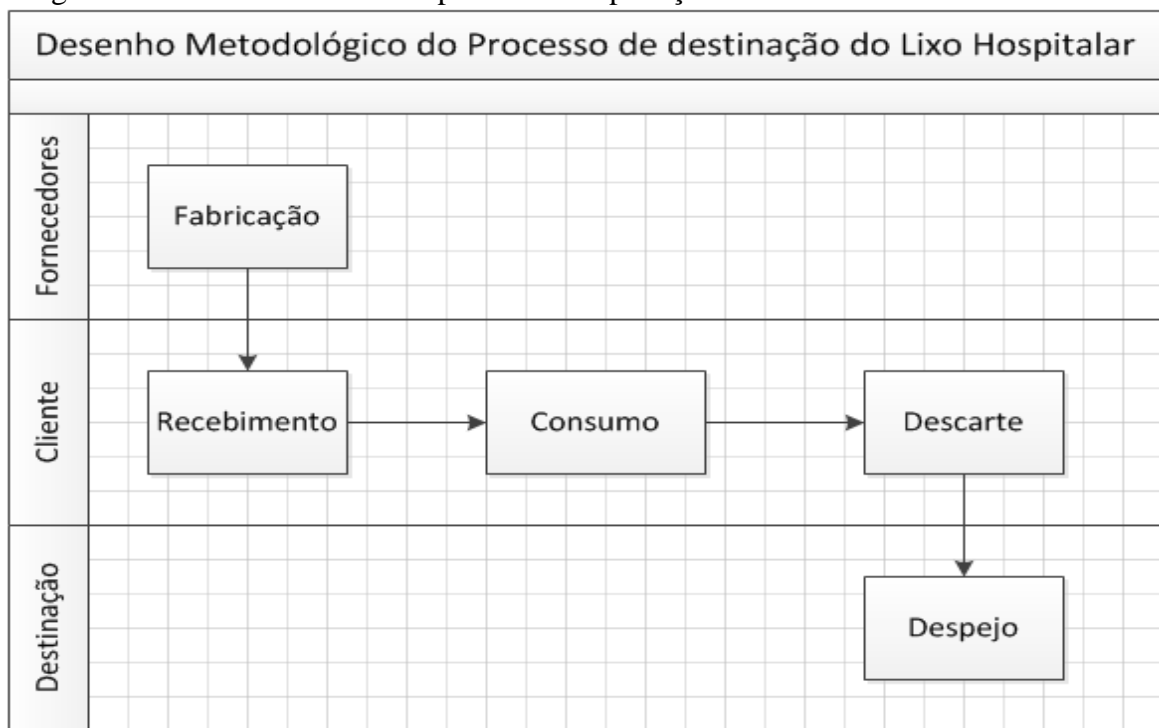 Desenho Metodológico do Processo de destinação do Lixo Hospitalar
Fornecedores
Fabricação
Cliente
Recebimento
Consumo
Descarte
Destinação
Despejo